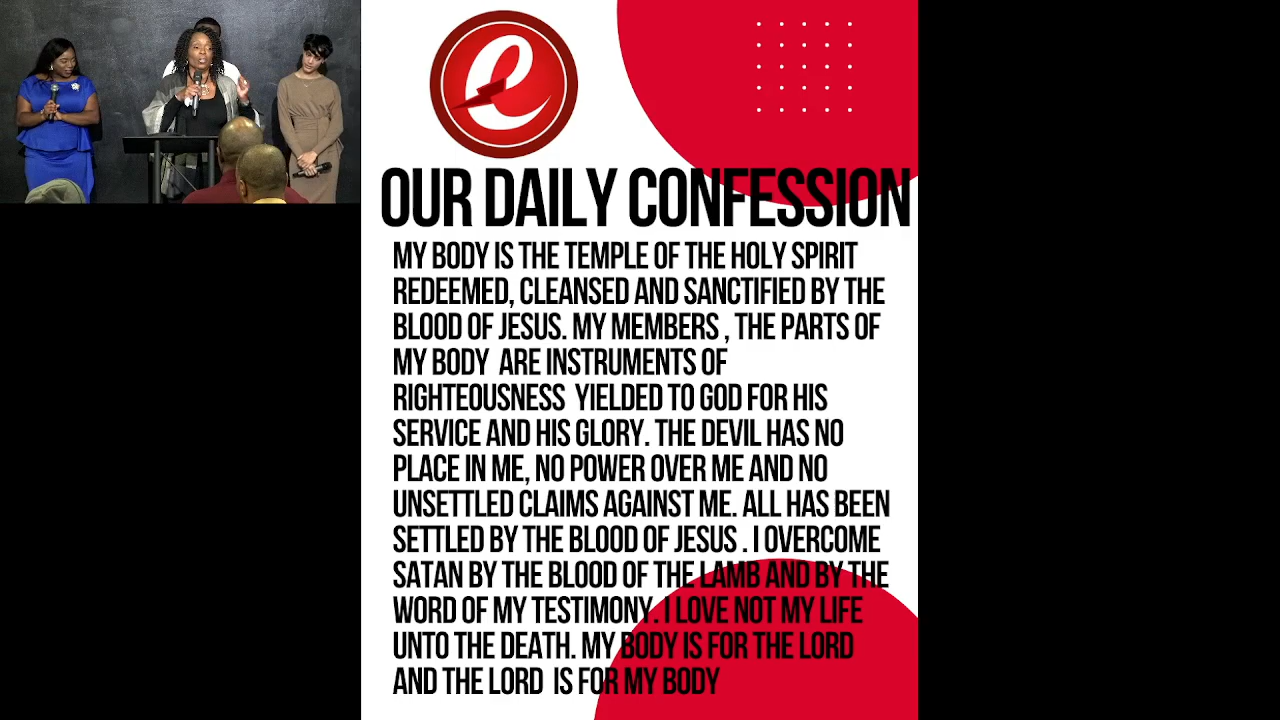 e
OUR DAILY CONFESSION
MY BODY IS THE TEMPLE OF THE HOLY SPIRIT
REDEEMED, CLEANSED AND SANCTIFIED BY THE
BLOOD OF JESUS. MY MEMBERS , THE PARTS OF
MY BODY ARE INSTRUMENTS OF
RIGHTEOUSNESS YIELDED TO GOD FOR HIS
SERVICE AND HIS GLORY. THE DEVIL HAS NO
PLACE IN ME, NO POWER OVER ME AND NO
UNSETTLED CLAIMS AGAINST ME. ALL HAS BEEN
SETTLED BY THE BLOOD OF JESUS . I OVERCOME
SATAN BY THE BLOOD OF THE LAMB AND BY THE
WORD OF MY TESTIMONY. I LOVE NOT MY LIFE
UNTO THE DEATH. MY BODY IS FOR THE LORD
AND THE LORD IS FOR MY BODY